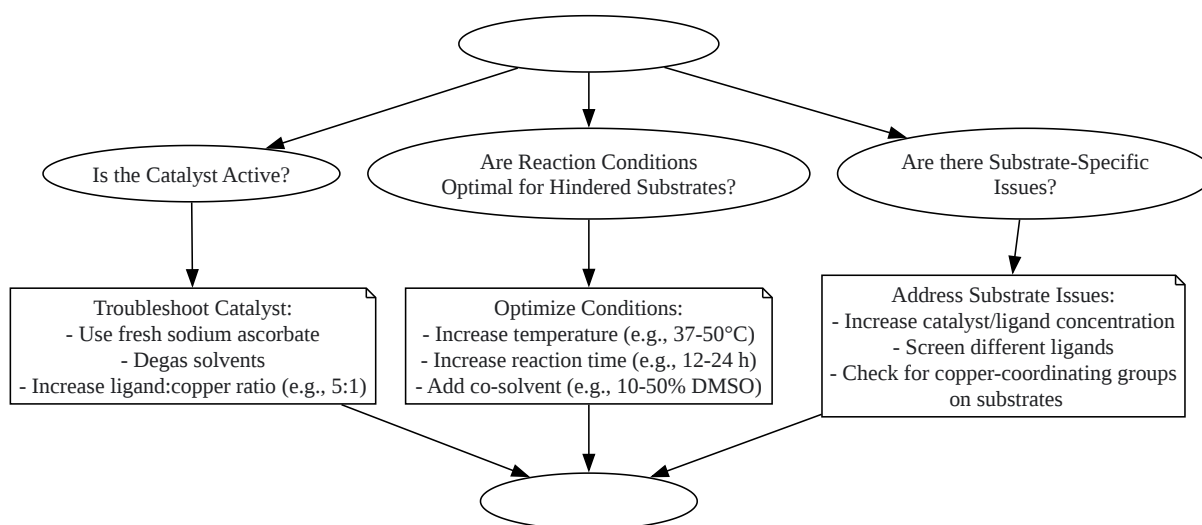 Is the Catalyst Active?
Are Reaction Conditions
Optimal for Hindered Substrates?
Are there Substrate-Specific
Issues?
Troubleshoot Catalyst:
- Use fresh sodium ascorbate
- Degas solvents
- Increase ligand:copper ratio (e.g., 5:1)
Optimize Conditions:
- Increase temperature (e.g., 37-50°C)
- Increase reaction time (e.g., 12-24 h)
- Add co-solvent (e.g., 10-50% DMSO)
Address Substrate Issues:
- Increase catalyst/ligand concentration
- Screen different ligands
- Check for copper-coordinating groups
on substrates